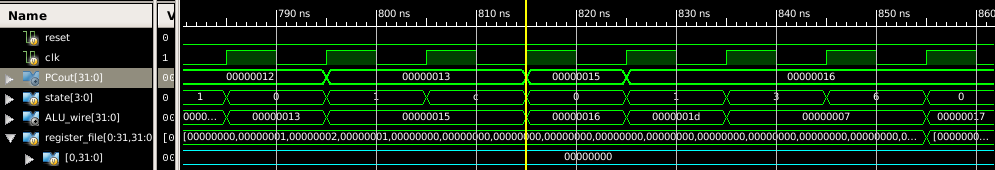 Name V 790 ns 800 ns 810 ns 820 ns 830 ns 840 ns 850 ns 860
reset 0
clk 1
PCout[31:0] 00 00000012 00000013 00000015 00000016
state[3:0] 0 1 0 1 c 0 1 3 6 0
ALU_wire[31:0] 00 0000... 00000013 00000015 00000016 0000001d 00000007 00000017
register_file[0:31,31:0 [0 [00000000,00000001,00000002,00000001,00000000,00000000,00000000,00000000,00000000,00000000,00000000,00000000,00000000,00000000,00000000,0... [0000000...
[0,31:0] 00 00000000